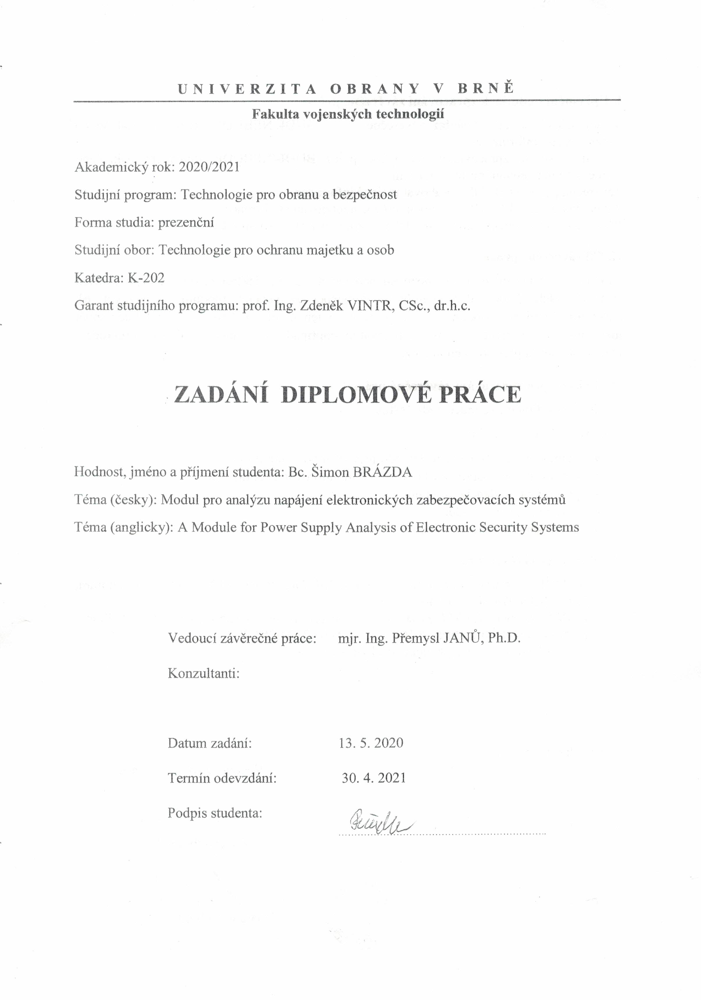 UNIVERZITA OBRANY V BRNĚ
Fakulta vojenských technologií
Akademický rok: 2020/2021
Studijní program: Technologie pro obranu a bezpečnost
Forma studia: prezenční
Studijní obor: Technologie pro ochranu majetku a osob
Katedra: K-202
Garant studijního programu: prof. Ing. Zdeněk VINTR, CSc., dr.h.c.
ZADÁNÍ DIPLOMOVÉ PRÁCE
Hodnost, jméno a příjmení studenta: Bc. Šimon BRÁZDA
Téma (česky): Modul pro analýzu napájení elektronických zabezpečovacích systémů
Téma (anglicky): A Module for Power Supply Analysis of Electronic Security Systems
Vedoucí závěrečné práce: mjr. Ing. Přemysl JANŮ, Ph.D.
Konzultanti:
Datum zadání: 13. 5. 2020
Termín odevzdání: 30. 4. 2021
Podpis studenta: